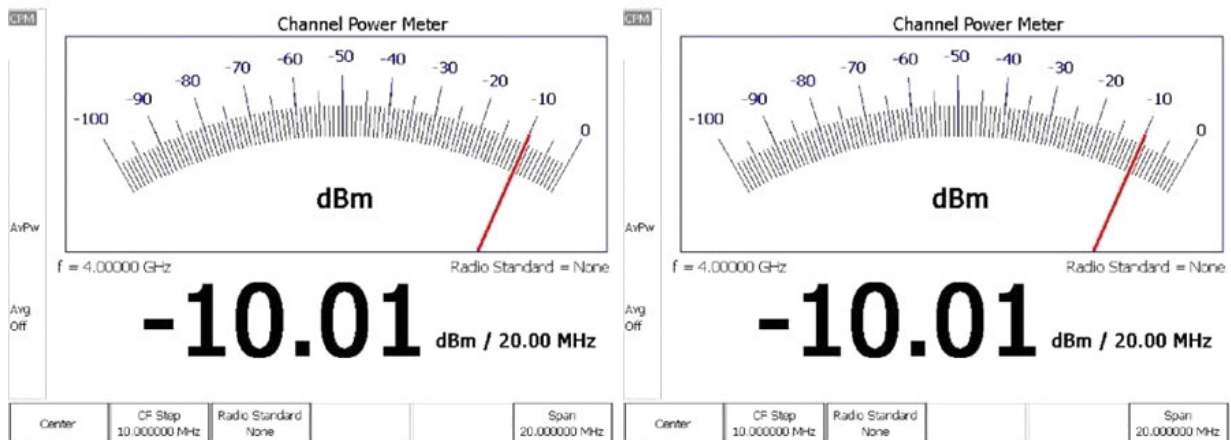 CPM
Channel Power Meter
-100 -90 -80 -70 -60 -50 -40 -30 -20 -10 0
dBm
AvPw
f = 4.00000 GHz
Radio Standard = None
Avg
Off
-10.01 dBm / 20.00 MHz
Center
CF Step
10.000000 MHz
Radio Standard
None
Span
20.000000 MHz
CPM
Channel Power Meter
-100 -90 -80 -70 -60 -50 -40 -30 -20 -10 0
dBm
AvPw
f = 4.00000 GHz
Radio Standard = None
Avg
Off
-10.01 dBm / 20.00 MHz
Center
CF Step
10.000000 MHz
Radio Standard
None
Span
20.000000 MHz